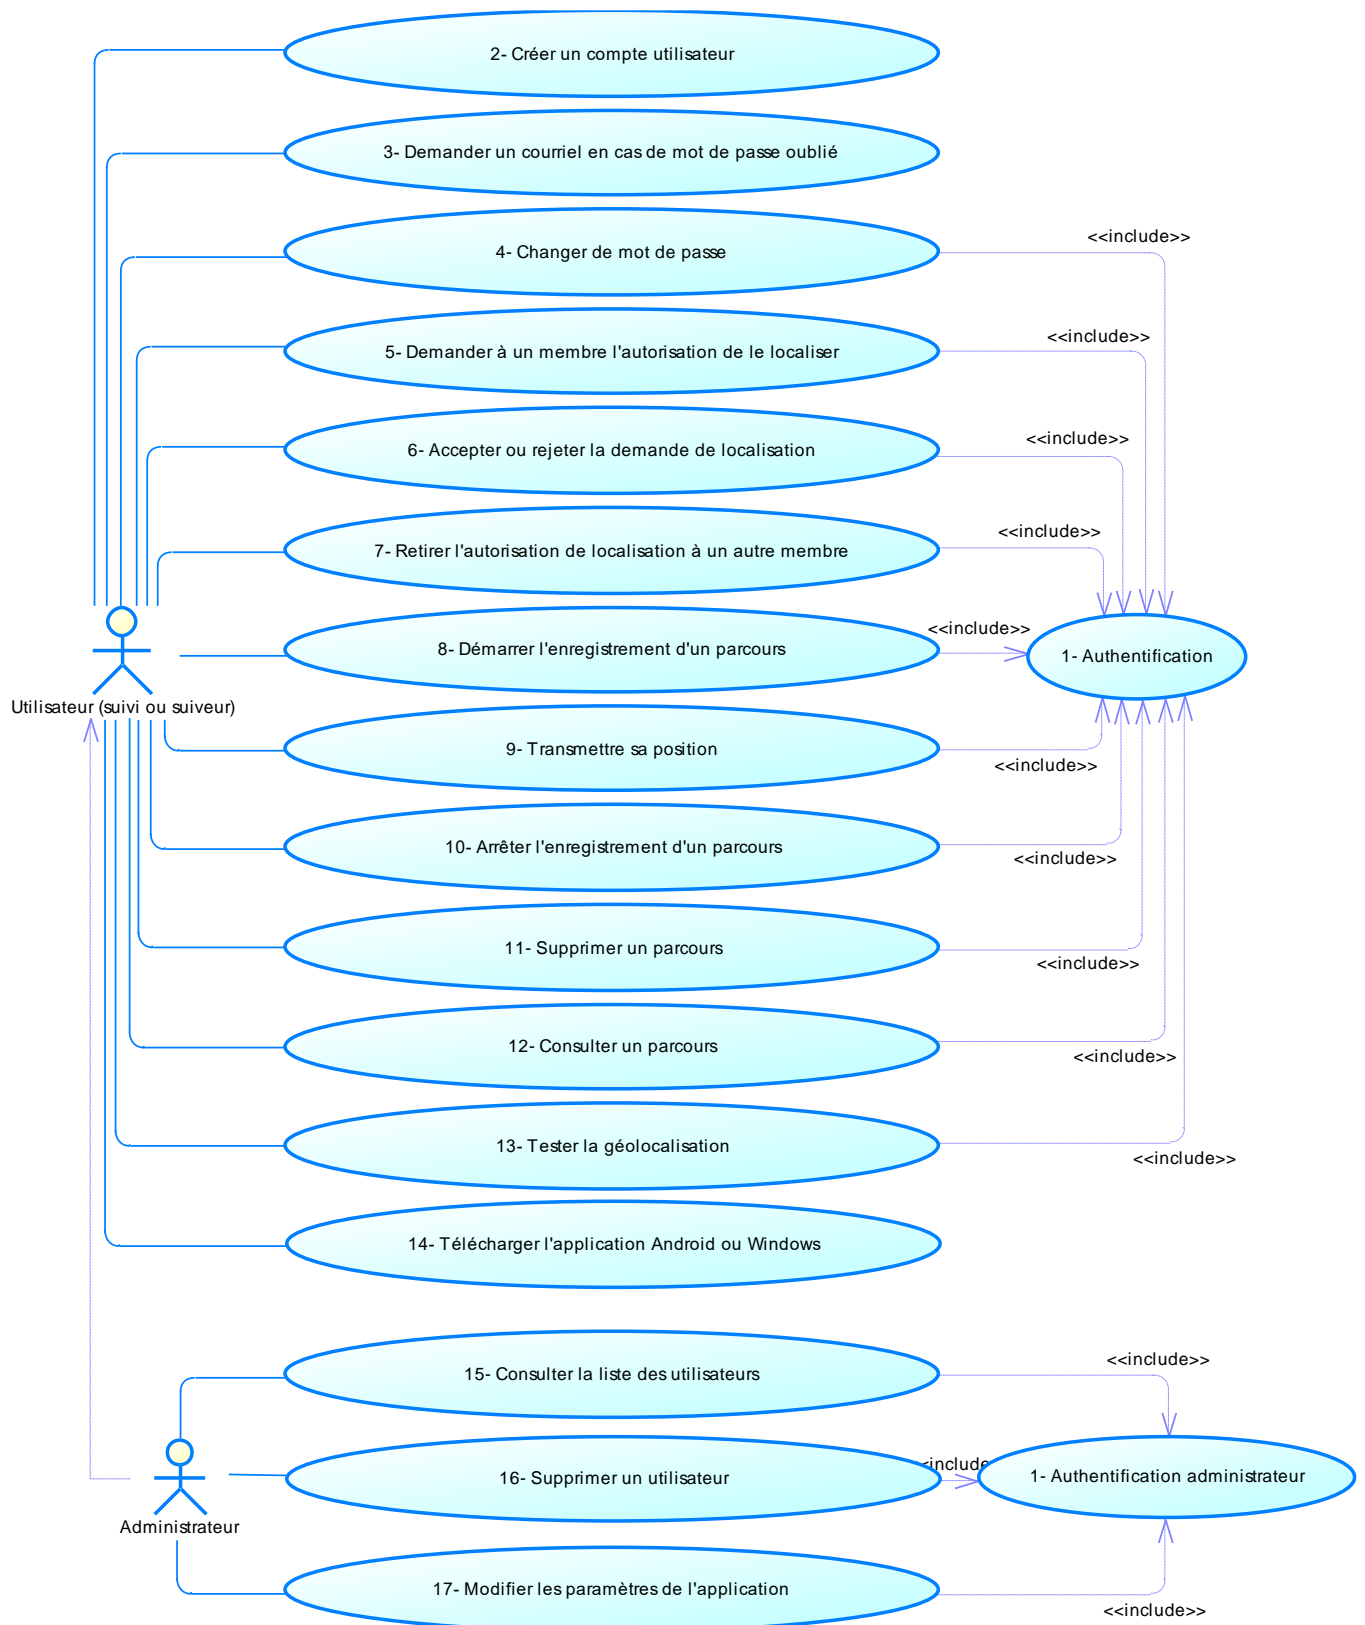 2- Créer un compte utilisateur
3- Demander un courriel en cas de mot de passe oublié
<<include>>
4- Changer de mot de passe
<<include>>
5- Demander à un membre l'autorisation de le localiser
<<include>>
6- Accepter ou rejeter la demande de localisation
<<include>>
7- Retirer l'autorisation de localisation à un autre membre
<<include>>
8- Démarrer l'enregistrement d'un parcours
1- Authentification
Utilisateur (suivi ou suiveur)
9- Transmettre sa position
<<include>>
10- Arrêter l'enregistrement d'un parcours
<<include>>
11- Supprimer un parcours
<<include>>
12- Consulter un parcours
<<include>>
13- Tester la géolocalisation
<<include>>
14- Télécharger l'application Android ou Windows
<<include>>
15- Consulter la liste des utilisateurs
<include
16- Supprimer un utilisateur
1- Authentification administrateur
Administrateur
17- Modifier les paramètres de l'application
<<include>>